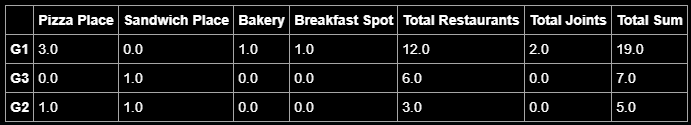 Pizza Place Sandwich Place Bakery Breakfast Spot Total Restaurants Total Joints Total Sum
G1 3.0 0.0 1.0 1.0 12.0 2.0 19.0
G3 0.0 1.0 0.0 0.0 6.0 0.0 7.0
G2 1.0 1.0 0.0 0.0 3.0 0.0 5.0